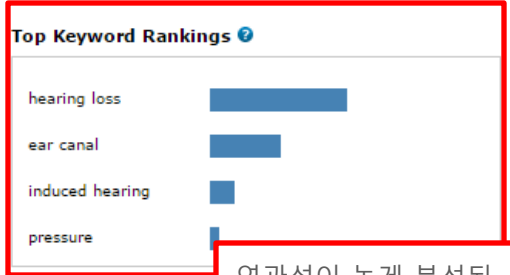 Top Keyword Rankings
hearing loss
ear canal
induced hearing
pressure
연관성이 높게 분석된